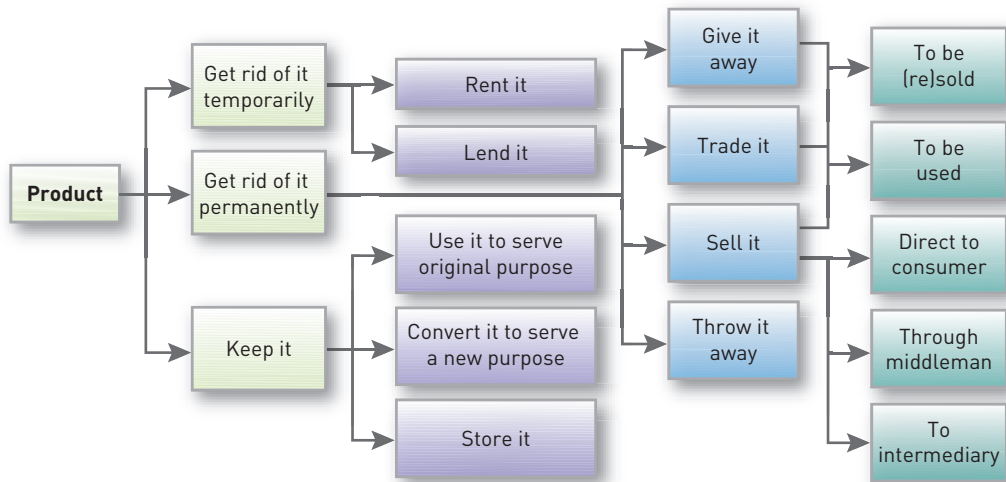 Product
Get rid of it
temporarily
Get rid of it
permanently
Keep it
Rent it
Lend it
Use it to serve
original purpose
Convert it to serve
a new purpose
Store it
Give it
away
Trade it
Sell it
Throw it
away
To be
(re)sold
To be
used
Direct to
consumer
Through
middleman
To
intermediary